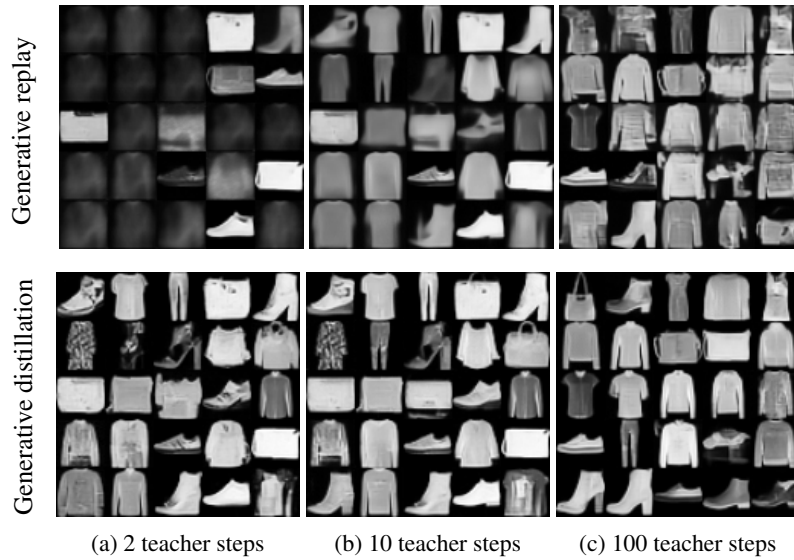 Generative replay
Generative distillation
(a) 2 teacher steps
(b) 10 teacher steps
(c) 100 teacher steps